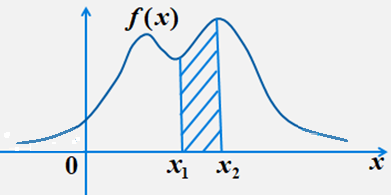 f(x)
0 x₁ x₂ x